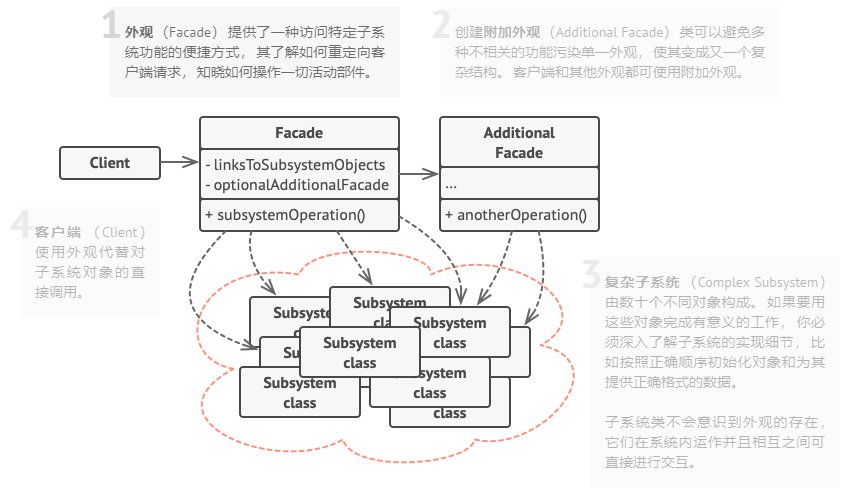 1
外观 （Facade） 提供了一种访问特定子系
统功能的便捷方式， 其了解如何重定向客
户端请求， 知晓如何操作一切活动部件。
2
创建附加外观 （Additional Facade） 类可以避免多
种不相关的功能污染单一外观， 使其变成又一个复
杂结构。 客户端和其他外观都可使用附加外观。
Client
Facade
- linksToSubsystemObjects
- optionalAdditionalFacade
+ subsystemOperation()
Additional
Facade
...
+ anotherOperation()
4
客户端 （Client）
使用外观代替对
子系统对象的直
接调用。
3
复杂子系统 （Complex Subsystem）
由数十个不同对象构成。 如果要用
这些对象完成有意义的工作， 你必
须深入了解子系统的实现细节， 比
如按照正确顺序初始化对象和为其
提供正确格式的数据。
子系统类不会意识到外观的存在，
它们在系统内运作并且相互之间可
直接进行交互。
Subsystem
class
Subsystem
class
Subsystem
class
Subsystem
class
Subsystem
class
Subsystem
class
class